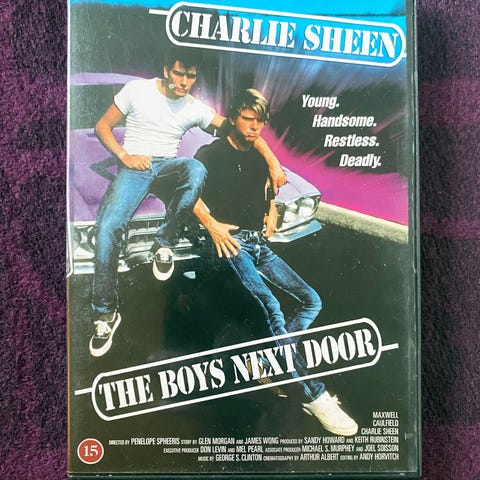 CHARLIE SHEEN
Young.
Handsome.
Restless.
Deadly.
THE BOYS NEXT DOOR
MAXWELL
CAULFIELD
CHARLIE SHEEN
DIRECTED BY PENELOPE SPHEERIS STORY BY GLEN MORGAN AND JAMES WONG PRODUCED BY SANDY HOWARD AND KEITH RUBINSTEIN
EXECUTIVE PRODUCER DON LEVIN AND MEL PEARL ASSOCIATE PRODUCER MICHAEL S. MURPHEY AND JOEL SOISSON
MUSIC BY GEORGE S. CLINTON CINEMATOGRAPHY BY ARTHUR ALBERT EDITING BY ANDY HORVITCH
15